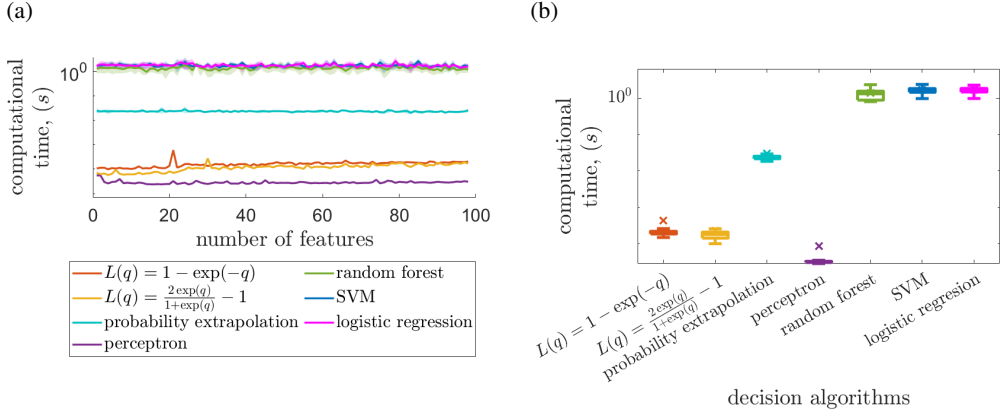 (a)
computational
time, (s)
10⁰
0
20
40
60
80
100
number of features
L(q) = 1 − exp(−q)
L(q) = 2 exp(q)/1+exp(q) − 1
probability extrapolation
perceptron
random forest
SVM
logistic regression
(b)
computational
time, (s)
10⁰
L(q) = 1 − exp(−q)
L(q) = 2 exp(q)/1+exp(q) − 1
probability extrapolation
perceptron
random forest
SVM
logistic regresion
decision algorithms